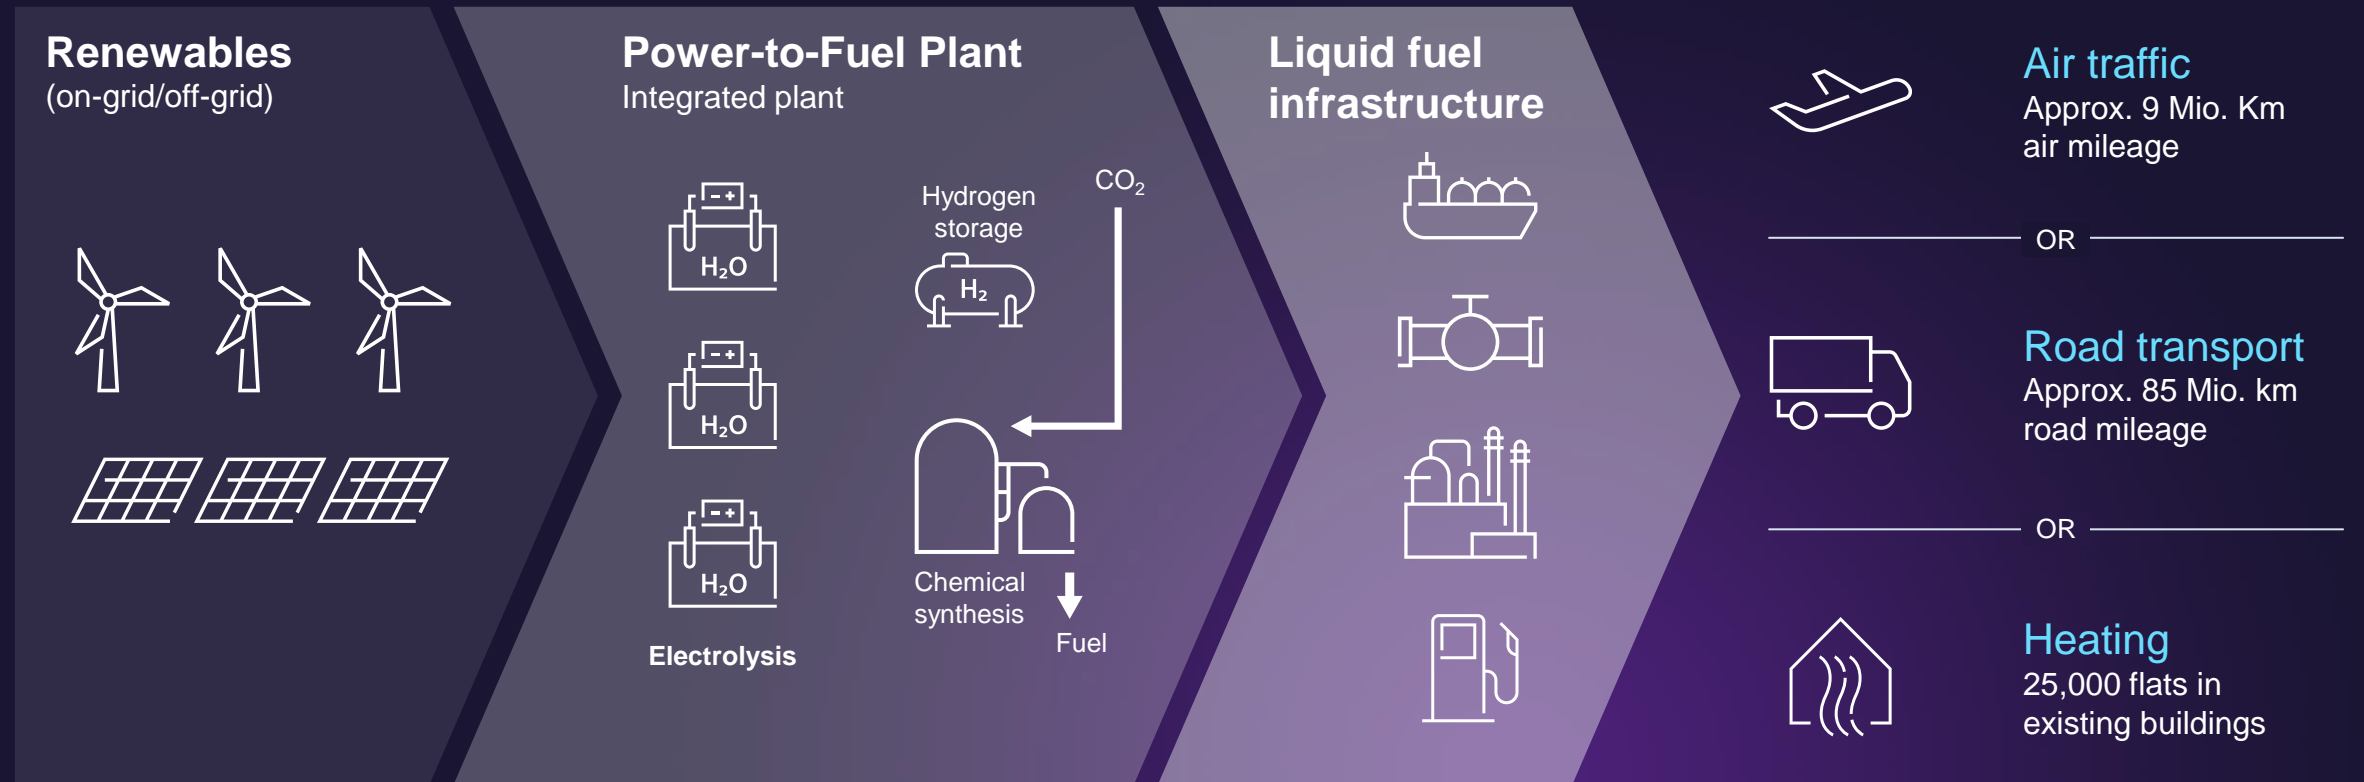 Renewables
(on-grid/off-grid)
Power-to-Fuel Plant
Integrated plant
- +
H₂O
- +
H₂O
- +
H₂O
Electrolysis
Hydrogen
storage
H₂
CO₂
Chemical
synthesis
Fuel
Liquid fuel
infrastructure
Air traffic
Approx. 9 Mio. Km
air mileage
OR
Road transport
Approx. 85 Mio. km
road mileage
OR
Heating
25,000 flats in
existing buildings